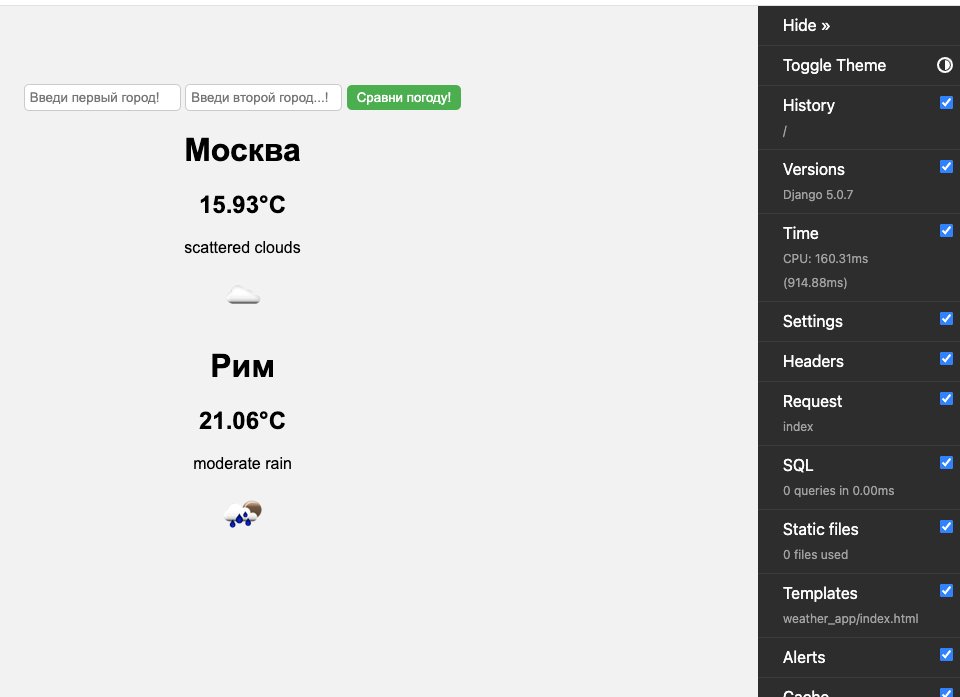 Введи первый город!
Введи второй город...!
Сравни погоду!
Москва
15.93°C
scattered clouds
Рим
21.06°C
moderate rain
Hide »
Toggle Theme
History
/
Versions
Django 5.0.7
Time
CPU: 160.31ms
(914.88ms)
Settings
Headers
Request
index
SQL
0 queries in 0.00ms
Static files
0 files used
Templates
weather_app/index.html
Alerts
Cache